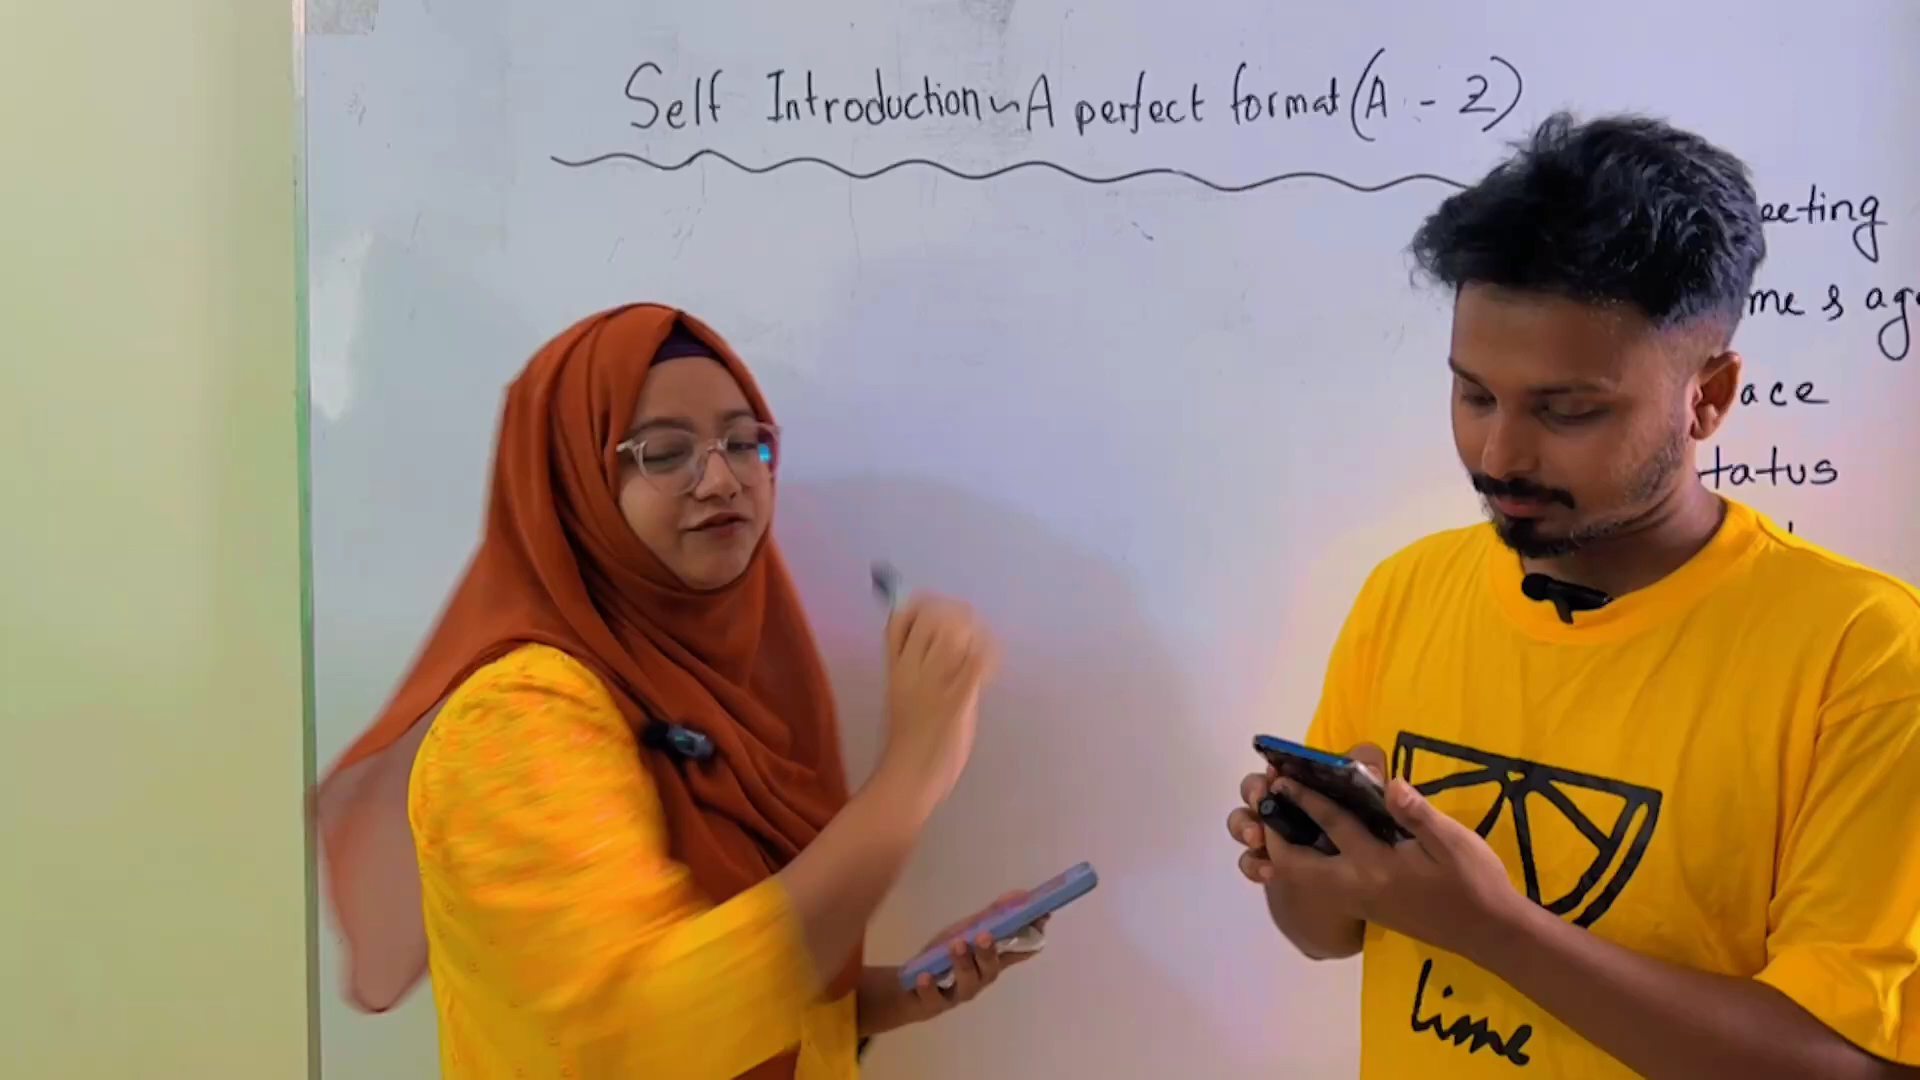 Self Introduction ~ A perfect format (A - Z)
eeting
me & ag
ace
tatus
lime